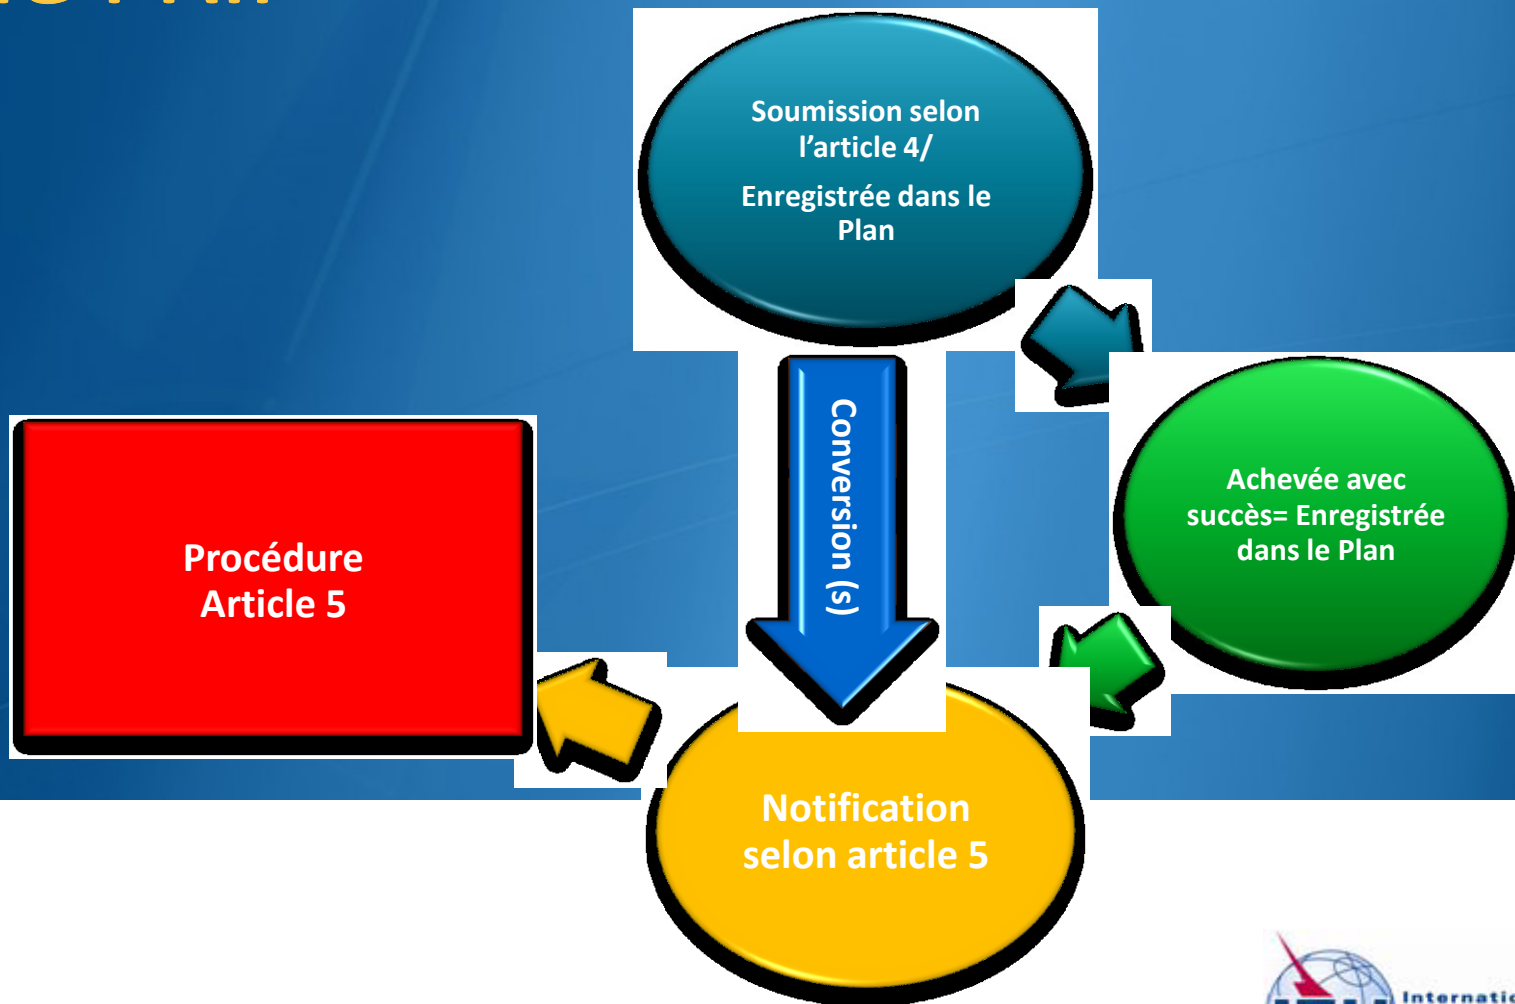 Soumission selon
l’article 4/
Enregistrée dans le
Plan
Conversion (s)
Achevée avec
succès= Enregistrée
dans le Plan
Procédure
Article 5
Notification
selon article 5